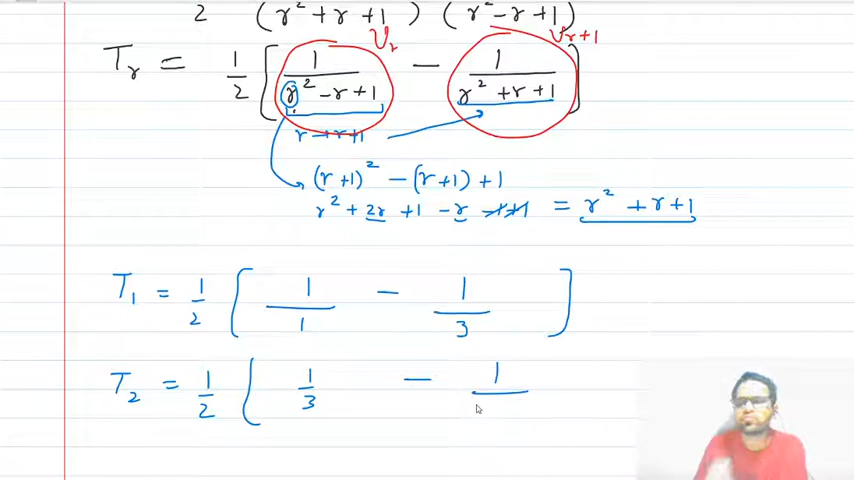 2 (r² + r + 1) (r² - r + 1)
Vr Vr+1
Tr = 1/2 [ 1/(r² - r + 1) - 1/(r² + r + 1) ]
r → r+1
(r+1)² - (r+1) + 1
r² + 2r + 1 - r - 1 + 1 = r² + r + 1
T1 = 1/2 [ 1/1 - 1/3 ]
T2 = 1/2 [ 1/3 - 1/